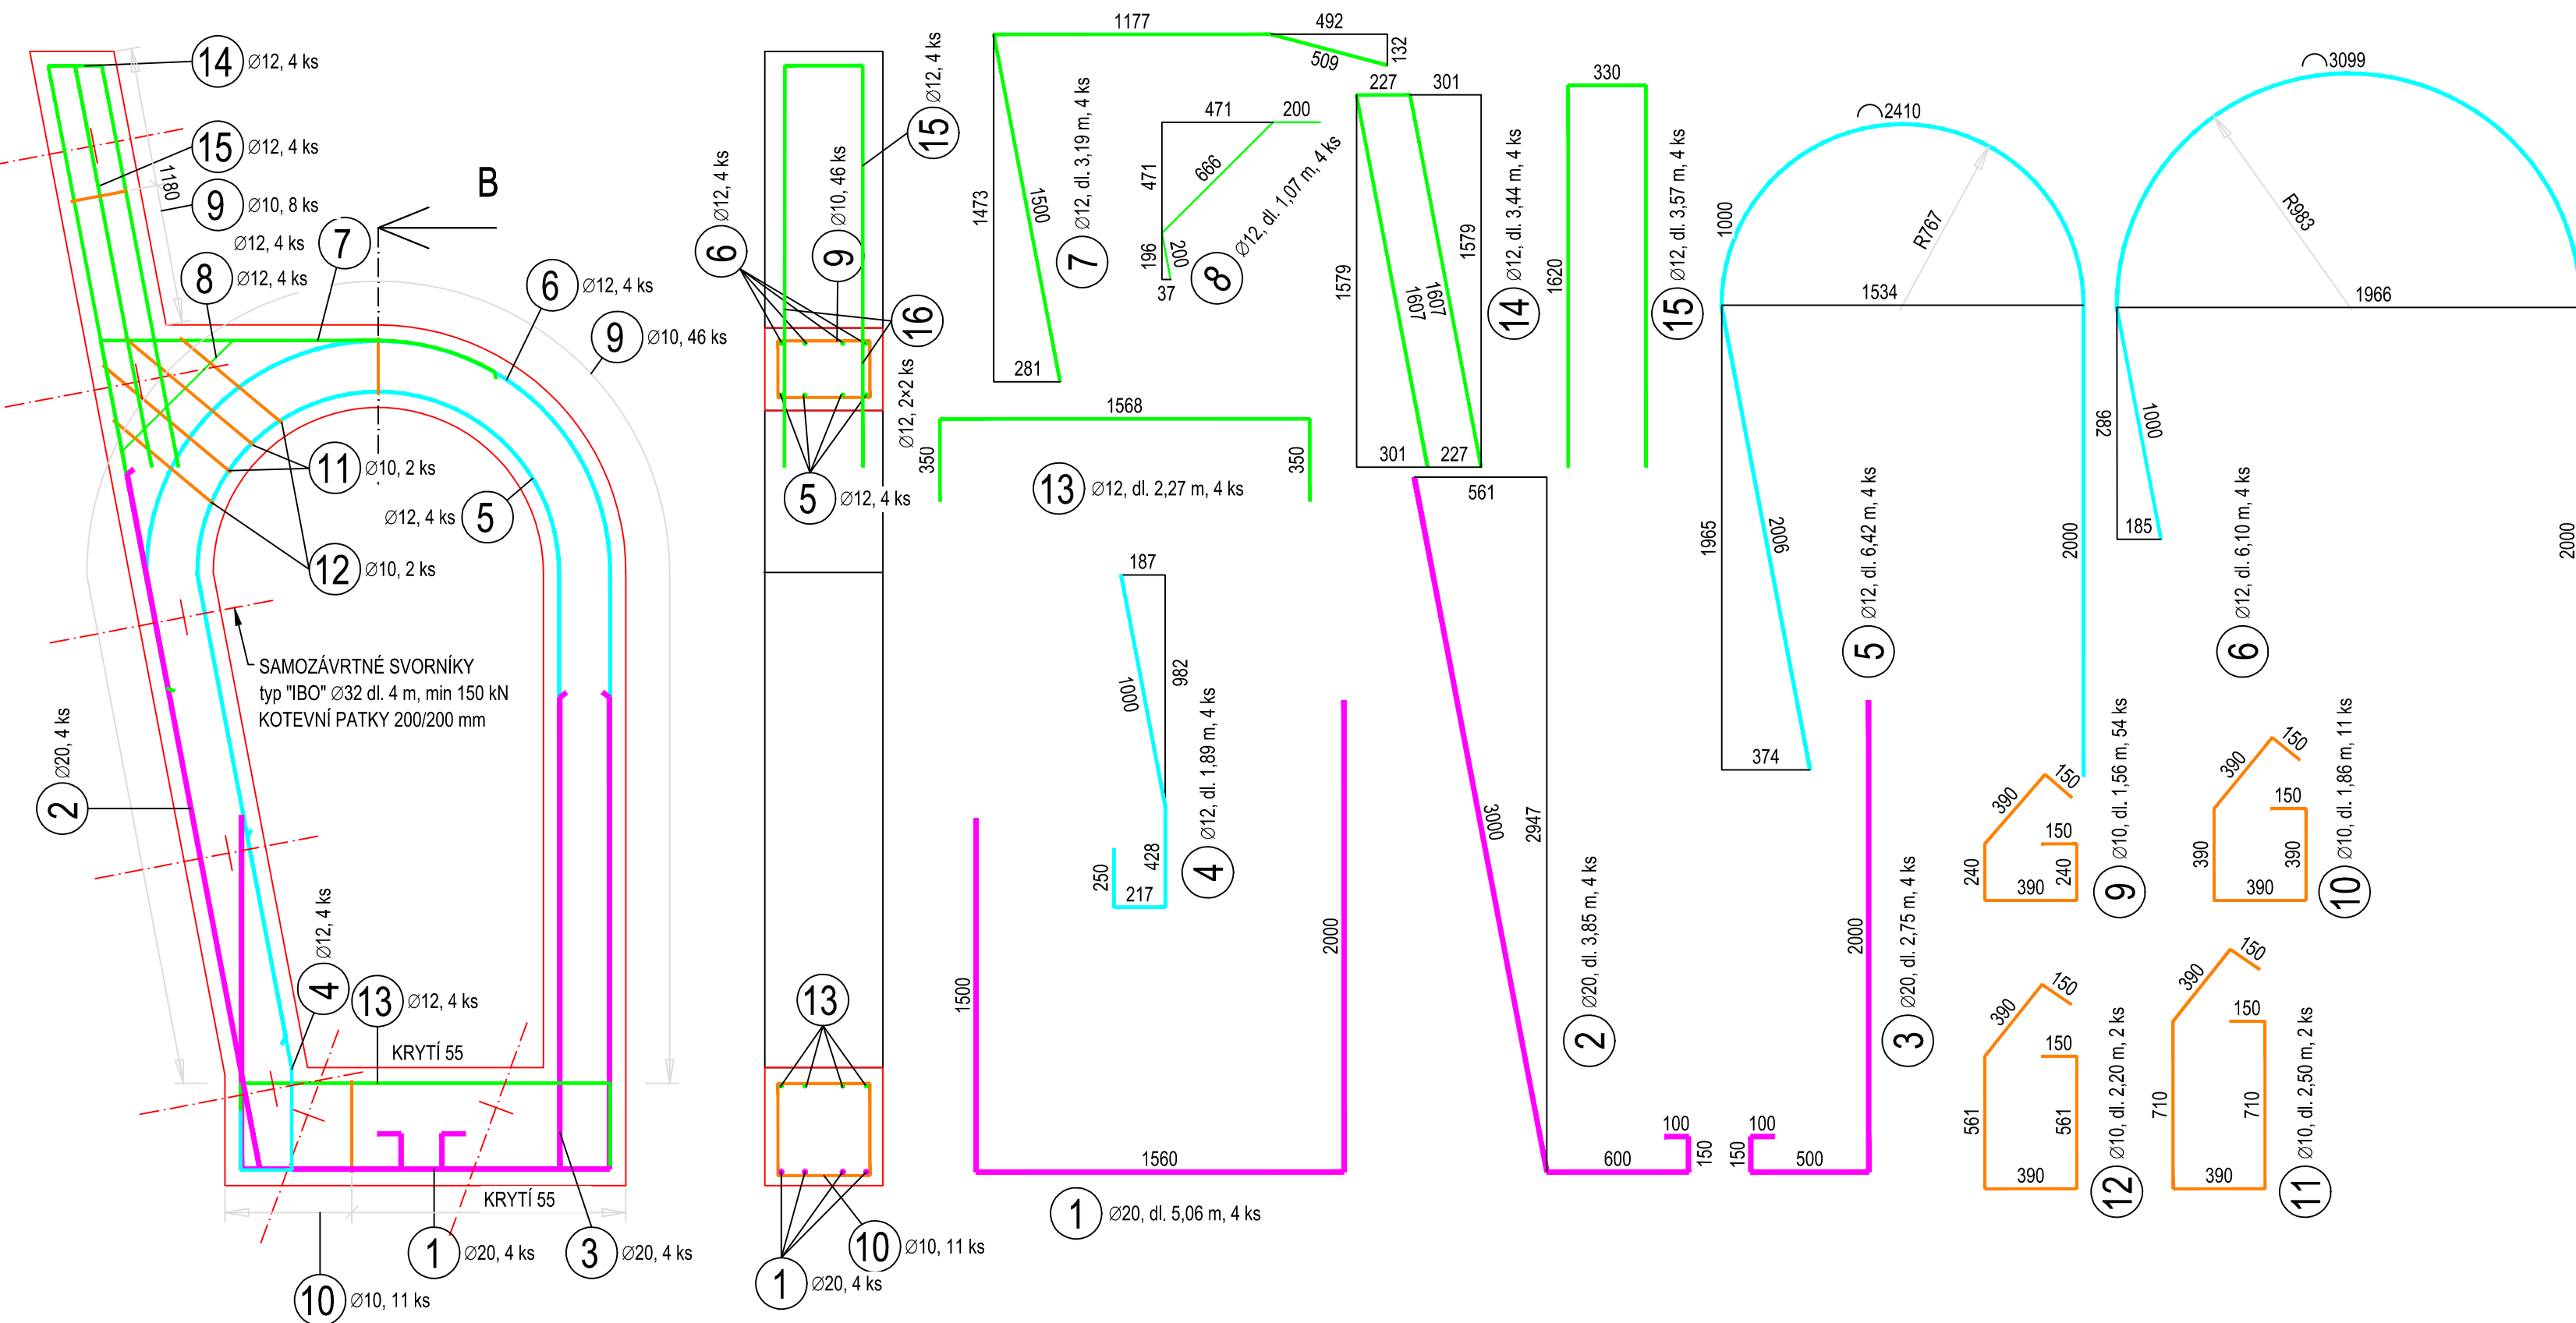 14 Ø12, 4 ks
15 Ø12, 4 ks
1180
9 Ø10, 8 ks
Ø12, 4 ks 7
8 Ø12, 4 ks
B
6 Ø12, 4 ks
9 Ø10, 46 ks
11 Ø10, 2 ks
Ø12, 4 ks 5
12 Ø10, 2 ks
SAMOZÁVRTNÉ SVORNÍKY
typ "IBO" Ø32 dl. 4 m, min 150 kN
KOTEVNÍ PATKY 200/200 mm
2 Ø20, 4 ks
4 Ø12, 4 ks
13 Ø12, 4 ks
KRYTÍ 55
KRYTÍ 55
1 Ø20, 4 ks
3 Ø20, 4 ks
10 Ø10, 11 ks
6 Ø12, 4 ks
9 Ø10, 46 ks
15 Ø12, 4 ks
16
Ø12, 2×2 ks
5 Ø12, 4 ks
13
10 Ø10, 11 ks
1 Ø20, 4 ks
1177
492
132
509
1473
1500
281
7 Ø12, dl. 3,19 m, 4 ks
471
200
471
666
196
200
37
8 Ø12, dl. 1,07 m, 4 ks
1568
350
350
13 Ø12, dl. 2,27 m, 4 ks
187
982
1000
428
250
217
4 Ø12, dl. 1,89 m, 4 ks
1500
2000
1560
1 Ø20, dl. 5,06 m, 4 ks
227
301
1579
1579
1607
1607
301
227
14 Ø12, dl. 3,44 m, 4 ks
330
1620
15 Ø12, dl. 3,57 m, 4 ks
561
3000
2947
600
100
150
2 Ø20, dl. 3,85 m, 4 ks
100
150
500
2000
3 Ø20, dl. 2,75 m, 4 ks
2410
1000
R767
1534
1965
2006
374
2000
5 Ø12, dl. 6,42 m, 4 ks
3099
R983
1966
982
1000
185
2000
6 Ø12, dl. 6,10 m, 4 ks
390
150
150
240
240
390
9 Ø10, dl. 1,56 m, 54 ks
390
150
150
390
390
390
10 Ø10, dl. 1,86 m, 11 ks
390
150
150
561
561
390
12 Ø10, dl. 2,20 m, 2 ks
390
150
150
710
710
390
11 Ø10, dl. 2,50 m, 2 ks